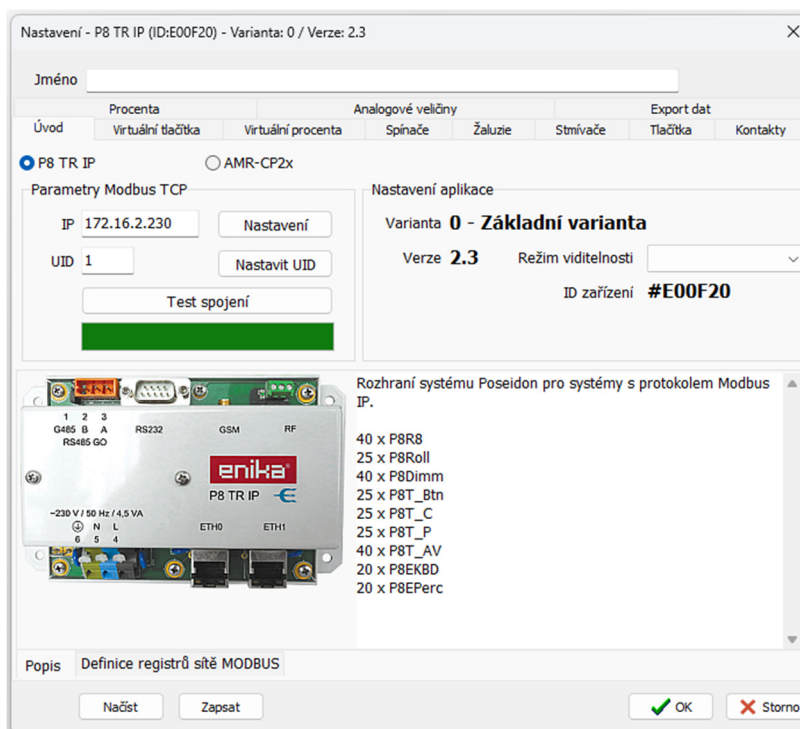 Nastavení - P8 TR IP (ID:E00F20) - Varianta: 0 / Verze: 2.3
Jméno
Procenta Analogové veličiny Export dat
Úvod Virtuální tlačítka Virtuální procenta Spínače Žaluzie Stmívače Tlačítka Kontakty
P8 TR IP AMR-CP2x
Parametry Modbus TCP
IP 172.16.2.230 Nastavení
UID 1 Nastavit UID
Test spojení
Nastavení aplikace
Varianta 0 - Základní varianta
Verze 2.3 Režim viditelnosti
ID zařízení #E00F20
1 2 3
G485 B A RS232 GSM RF
RS485 GO
enika
P8 TR IP
~230 V / 50 Hz / 4,5 VA
N L ETH0 ETH1
6 5 4
Rozhraní systému Poseidon pro systémy s protokolem Modbus
IP.
40 x P8R8
25 x P8Roll
40 x P8Dimm
25 x P8T_Btn
25 x P8T_C
25 x P8T_P
40 x P8T_AV
20 x P8EKBD
20 x P8EPerc
Popis Definice registrů sítě MODBUS
Načíst Zapsat OK Storno